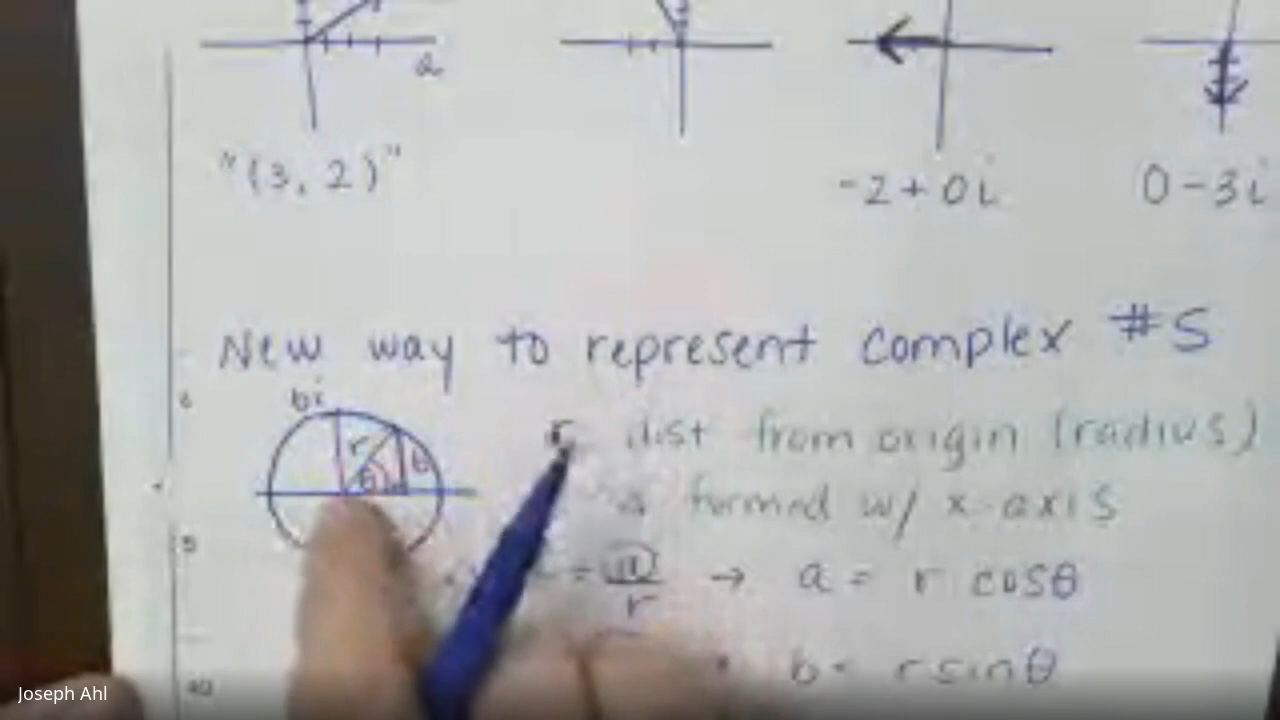 a
"(3, 2)"
-2 + 0i
0 - 3i
New way to represent complex #s
bi
r
θ
r dist from origin (radius)
formed w/ x-axis
r → a = r cosθ
b = r sinθ
Joseph Ahl